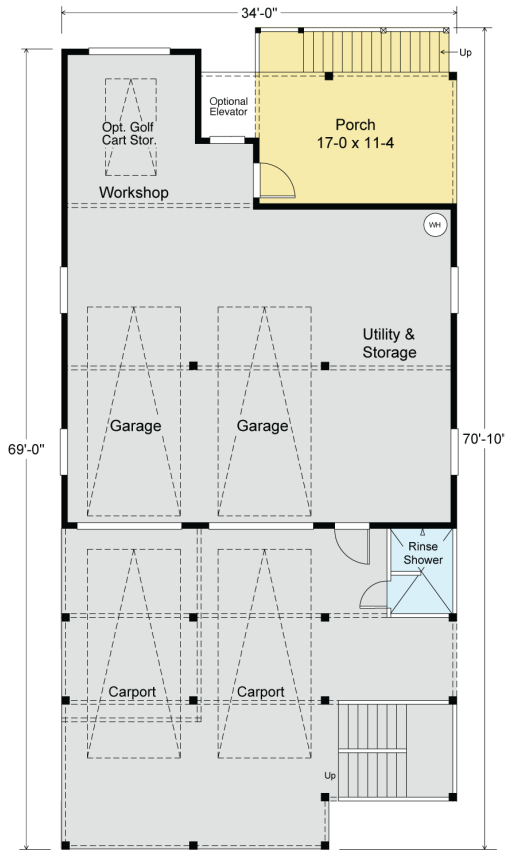 34'-0"
Up
Optional
Elevator
Opt. Golf
Cart Stor.
Porch
17-0 x 11-4
Workshop
WH
Utility &
Storage
Garage
Garage
69'-0"
70'-10"
Rinse
Shower
Carport
Carport
Up